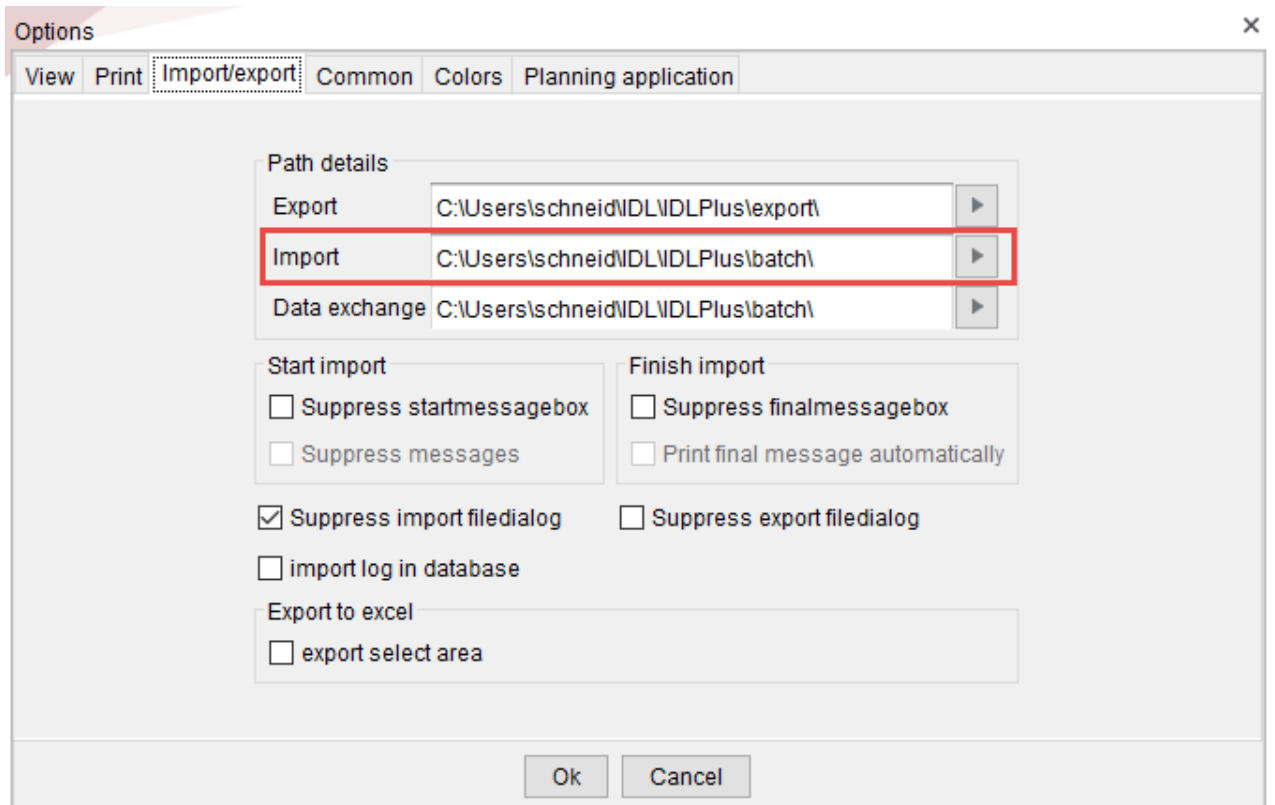 Options
View Print Import/export Common Colors Planning application
Path details
Export C:\Users\schneid\IDL\IDLPlus\export\
Import C:\Users\schneid\IDL\IDLPlus\batch\
Data exchange C:\Users\schneid\IDL\IDLPlus\batch\
Start import Finish import
Suppress startmessagebox Suppress finalmessagebox
Suppress messages Print final message automatically
Suppress import filedialog Suppress export filedialog
import log in database
Export to excel
export select area
Ok Cancel